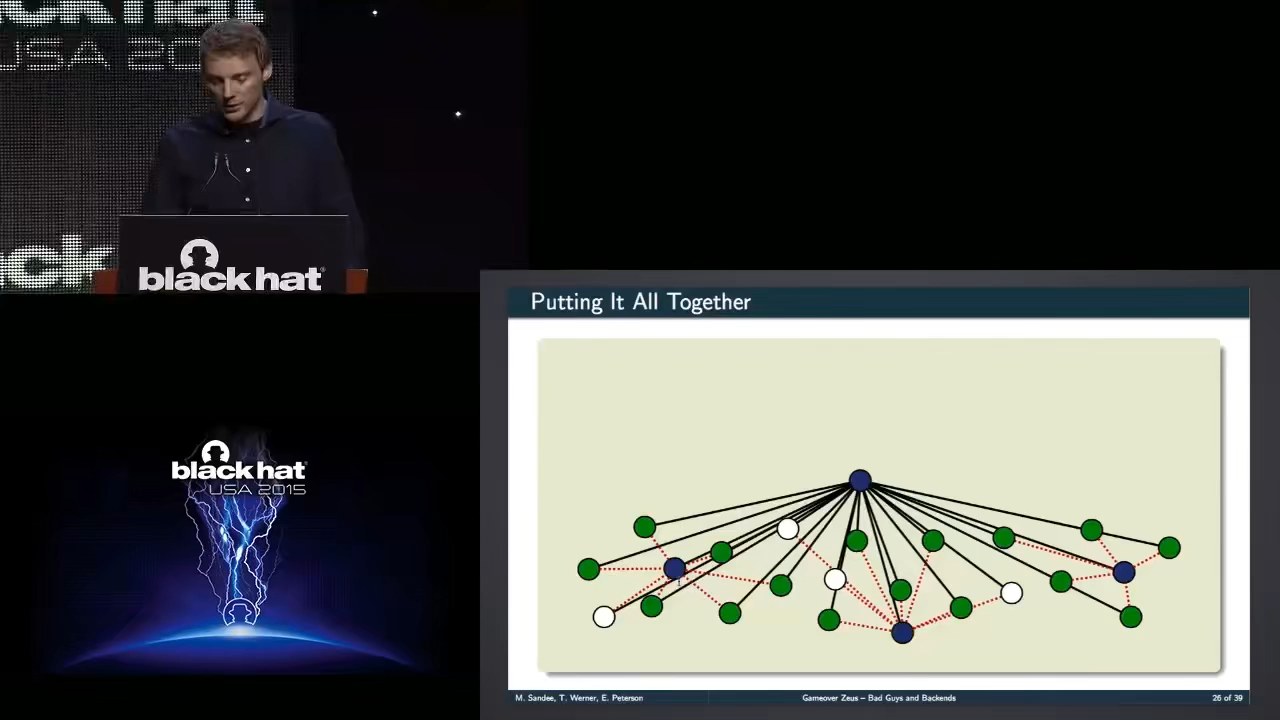 USA 20
ck
black hat
Putting It All Together
black hat
USA 2015
M. Sandee, T. Werner, E. Peterson
Gameover Zeus – Bad Guys and Backends
26 of 39